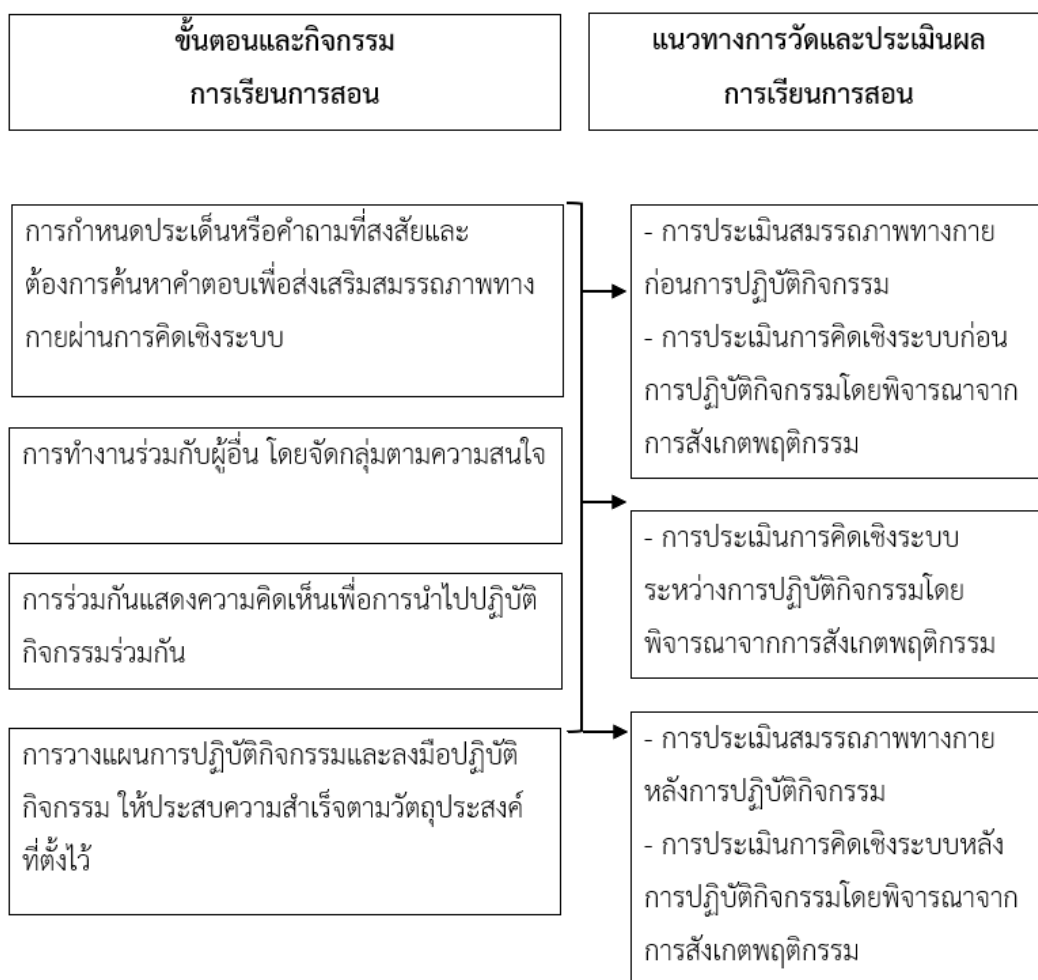 ขั้นตอนและกิจกรรม
การเรียนการสอน
แนวทางการวัดและประเมินผล
การเรียนการสอน
การกำหนดประเด็นหรือคำถามที่สงสัยและ
ต้องการค้นหาคำตอบเพื่อส่งเสริมสมรรถภาพทาง
กายผ่านการคิดเชิงระบบ
การทำงานร่วมกับผู้อื่น โดยจัดกลุ่มตามความสนใจ
การร่วมกันแสดงความคิดเห็นเพื่อการนำไปปฏิบัติ
กิจกรรมร่วมกัน
การวางแผนการปฏิบัติกิจกรรมและลงมือปฏิบัติ
กิจกรรม ให้ประสบความสำเร็จตามวัตถุประสงค์
ที่ตั้งไว้
- การประเมินสมรรถภาพทางกาย
ก่อนการปฏิบัติกิจกรรม
- การประเมินการคิดเชิงระบบก่อน
การปฏิบัติกิจกรรมโดยพิจารณาจาก
การสังเกตพฤติกรรม
- การประเมินการคิดเชิงระบบ
ระหว่างการปฏิบัติกิจกรรมโดย
พิจารณาจากการสังเกตพฤติกรรม
- การประเมินสมรรถภาพทางกาย
หลังการปฏิบัติกิจกรรม
- การประเมินการคิดเชิงระบบหลัง
การปฏิบัติกิจกรรมโดยพิจารณาจาก
การสังเกตพฤติกรรม